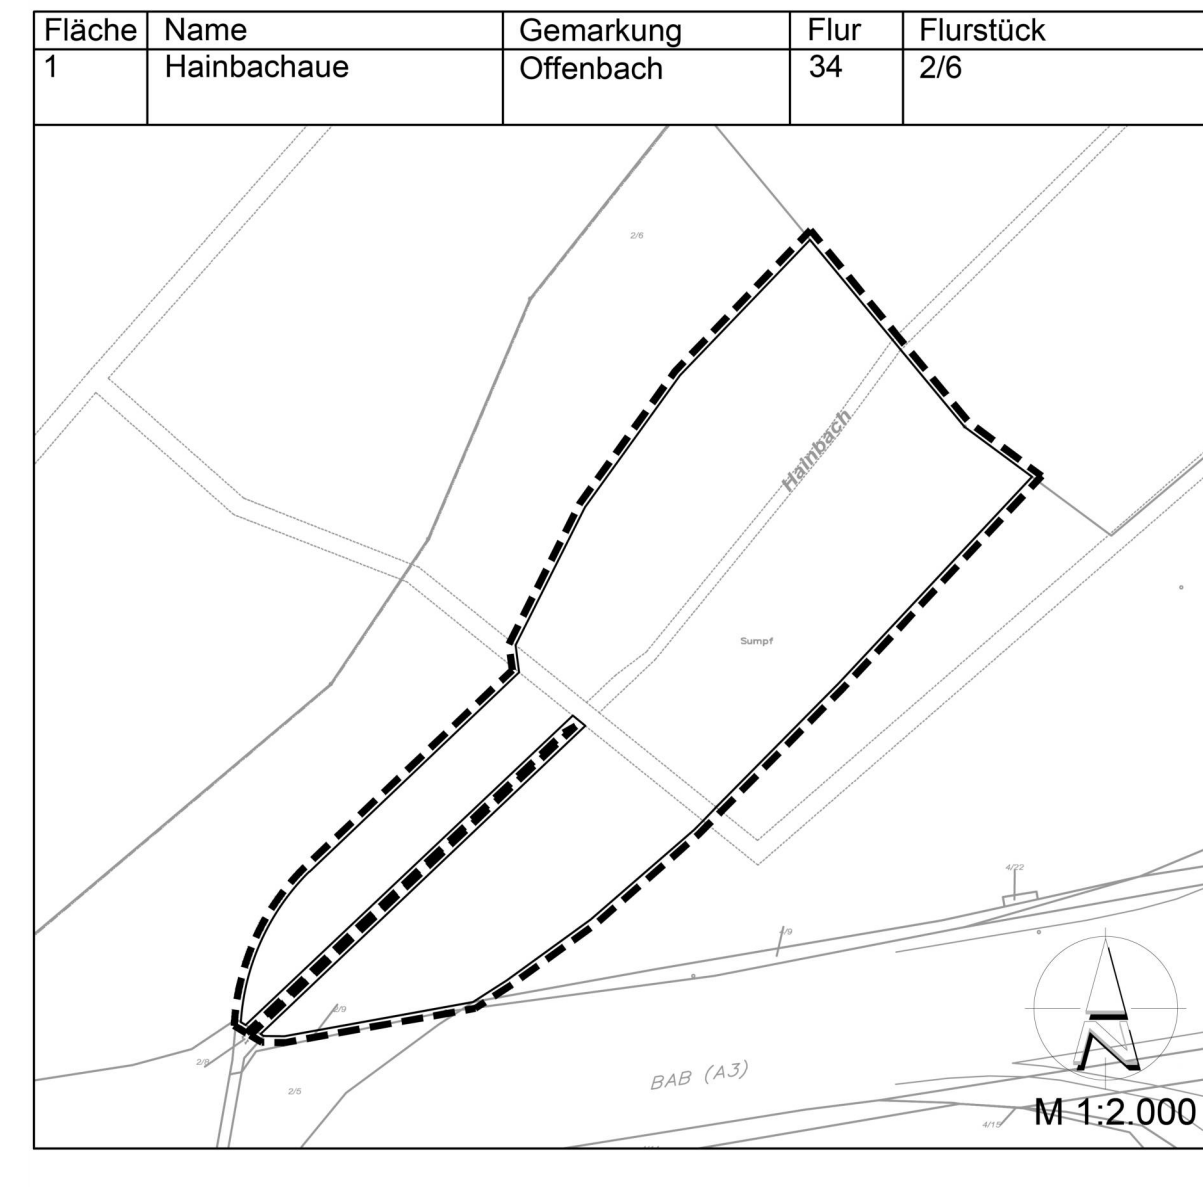 Fläche Name Gemarkung Flur Flurstück
1 Hainbachaue Offenbach 34 2/6
2/6
Hainbach
Sumpf
4/22
2/9
2/8
2/5
BAB (A3)
N
M 1:2.000
4/15